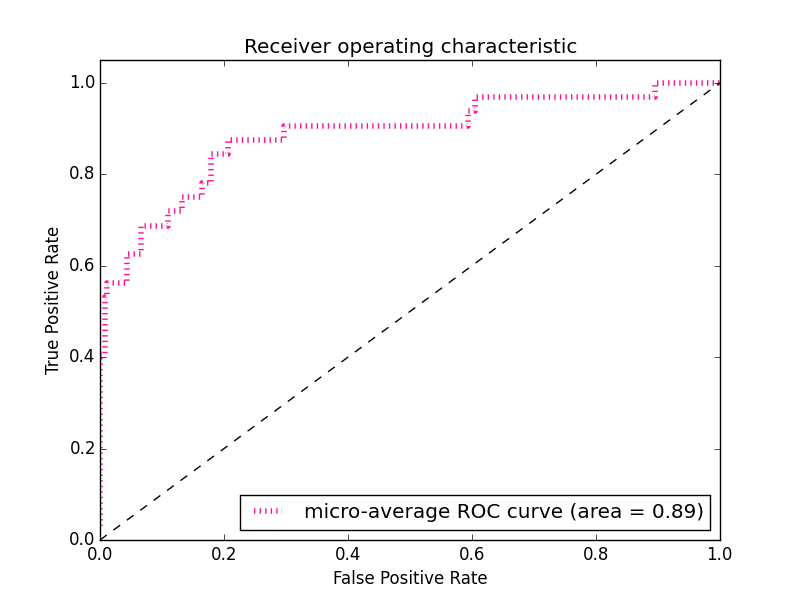 Receiver operating characteristic
True Positive Rate
1.0
0.8
0.6
0.4
0.2
0.0
micro-average ROC curve (area = 0.89)
0.0 0.2 0.4 0.6 0.8 1.0
False Positive Rate